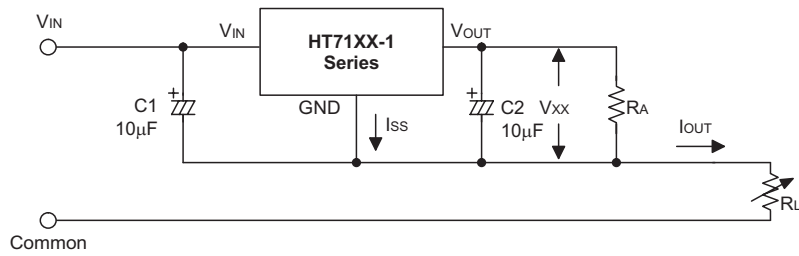 VIN
VIN
HT71XX-1
Series
VOUT
C1
10μF
GND
ISS
C2
10μF
VXX
RA
IOUT
RL
Common